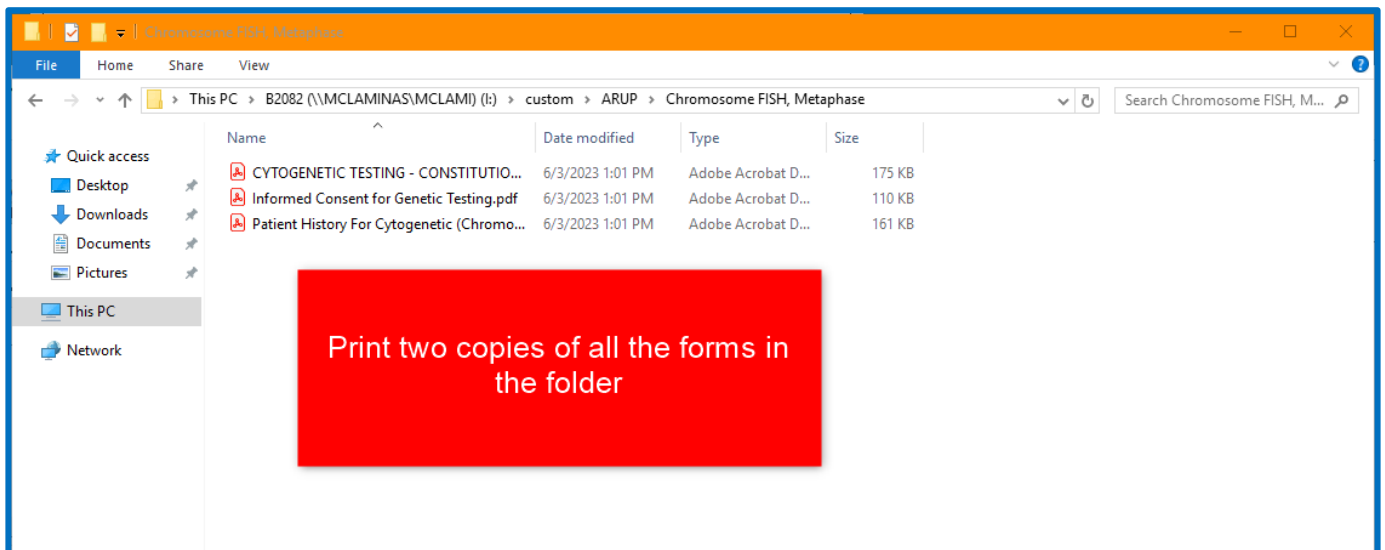 Chromosome FISH, Metaphase
File Home Share View
This PC > B2082 (\\MCLAMINAS\MCLAMI) (I:) > custom > ARUP > Chromosome FISH, Metaphase
Search Chromosome FISH, M...
Name Date modified Type Size
Quick access
Desktop
Downloads
Documents
Pictures
This PC
Network
CYTOGENETIC TESTING - CONSTITUTIO... 6/3/2023 1:01 PM Adobe Acrobat D... 175 KB
Informed Consent for Genetic Testing.pdf 6/3/2023 1:01 PM Adobe Acrobat D... 110 KB
Patient History For Cytogenetic (Chromo... 6/3/2023 1:01 PM Adobe Acrobat D... 161 KB
Print two copies of all the forms in
the folder